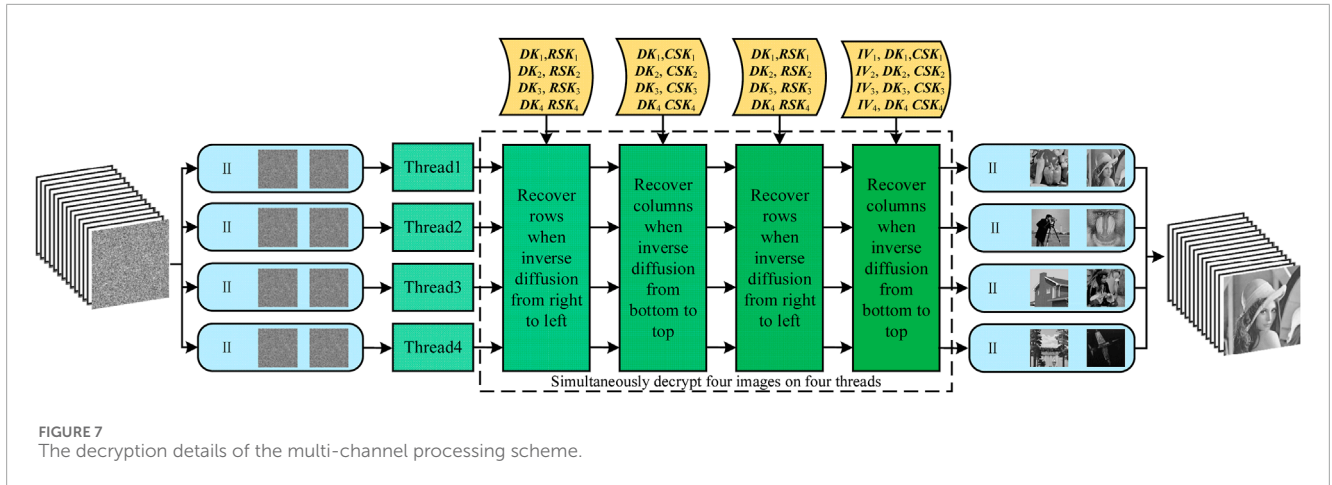 DK₁,RSK₁
DK₂, RSK₂
DK₃, RSK₃
DK₄ RSK₄
DK₁,CSK₁
DK₂, CSK₂
DK₃, CSK₃
DK₄ CSK₄
DK₁,RSK₁
DK₂, RSK₂
DK₃, RSK₃
DK₄ RSK₄
IV₁, DK₁,CSK₁
IV₂, DK₂, CSK₂
IV₃, DK₃, CSK₃
IV₄, DK₄ CSK₄
II
II
II
II
Thread1
Thread2
Thread3
Thread4
Recover
rows
when
inverse
diffusion
from right
to left
Recover
columns
when
inverse
diffusion
from
bottom to
top
Recover
rows
when
inverse
diffusion
from right
to left
Recover
columns
when
inverse
diffusion
from
bottom to
top
II
II
II
II
Simultaneously decrypt four images on four threads
FIGURE 7
The decryption details of the multi-channel processing scheme.